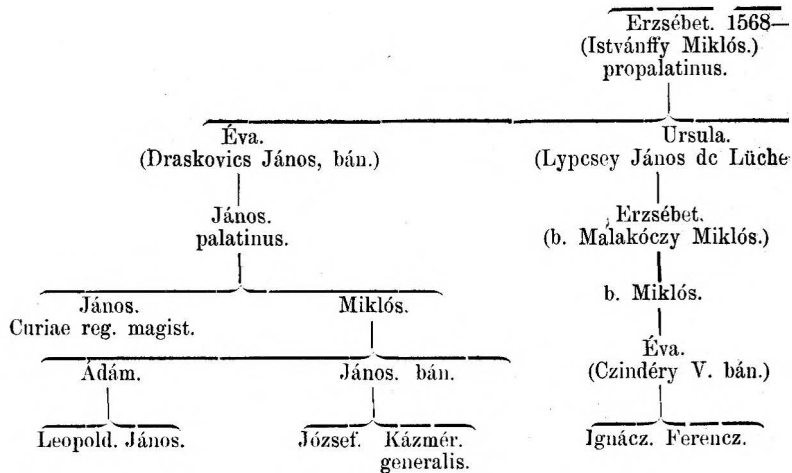 Erzsébet. 1568—
(Istvánffy Miklós.)
propalatinus.
Éva. Ursula.
(Draskovics János, bán.) (Lypcsey János de Lüche
János. Erzsébet.
palatinus. (b. Malakóczy Miklós.)
János. Miklós. b. Miklós.
Curiae reg. magist.
Éva.
Ádám. János. bán. (Czindéry V. bán.)
Leopold. János. József. Kázmér. Ignácz. Ferencz.
generalis.